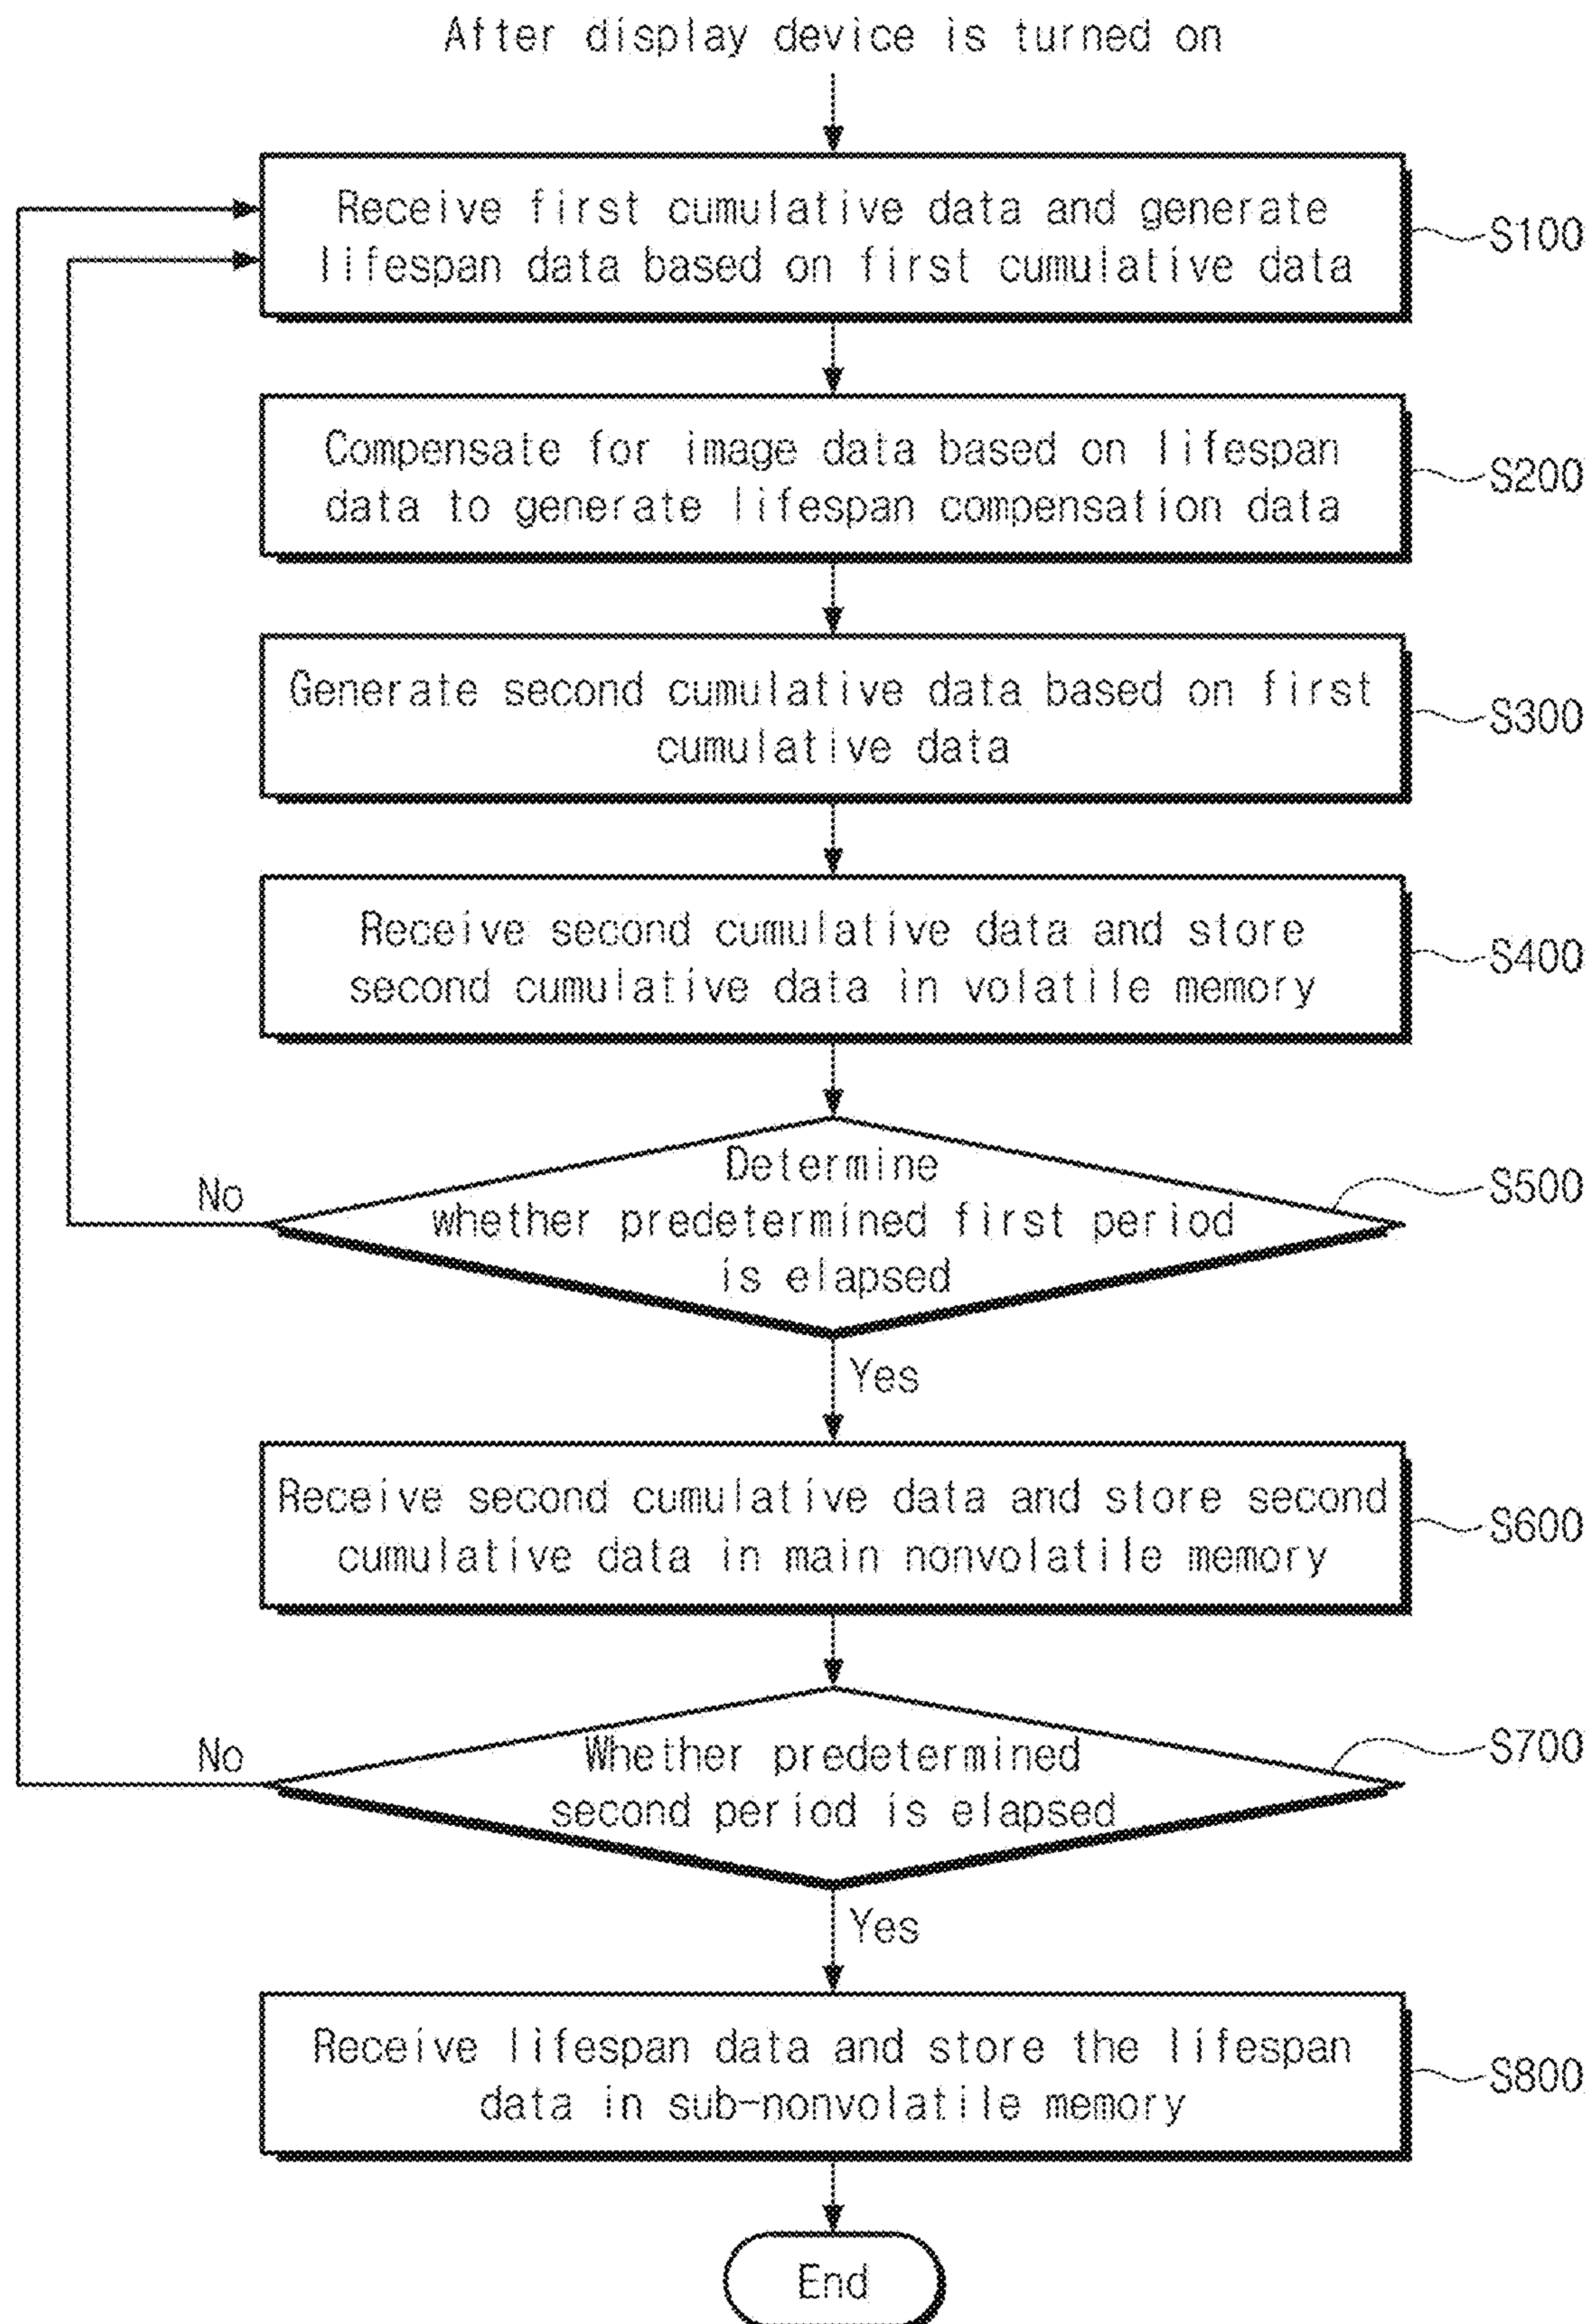 After display device is turned on
Receive first cumulative data and generate
lifespan data based on first cumulative data
S100
Compensate for image data based on lifespan
data to generate lifespan compensation data
S200
Generate second cumulative data based on first
cumulative data
S300
Receive second cumulative data and store
second cumulative data in volatile memory
S400
Determine
whether predetermined first period
is elapsed
S500
No
Yes
Receive second cumulative data and store second
cumulative data in main nonvolatile memory
S600
Whether predetermined
second period is elapsed
S700
No
Yes
Receive lifespan data and store the lifespan
data in sub-nonvolatile memory
S800
End